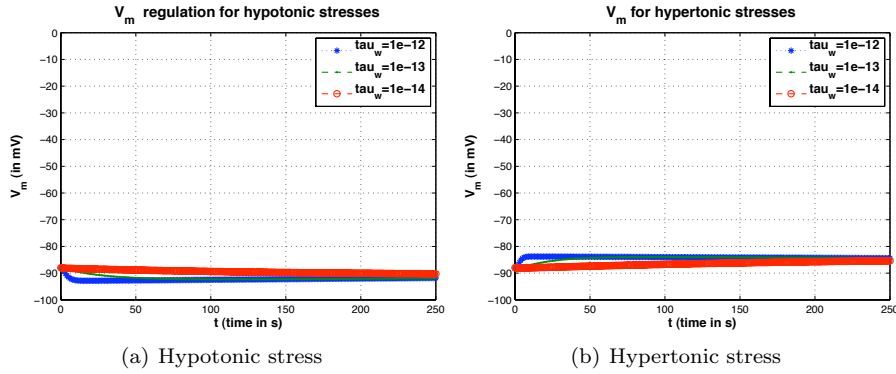 V_m regulation for hypotonic stresses
0
−10
−20
−30
−40
−50
−60
−70
−80
−90
−100
V_m (in mV)
tau_w=1e−12
tau_w=1e−13
tau_w=1e−14
0 50 100 150 200 250
t (time in s)
(a) Hypotonic stress
V_m for hypertonic stresses
0
−10
−20
−30
−40
−50
−60
−70
−80
−90
−100
V_m (in mV)
tau_w=1e−12
tau_w=1e−13
tau_w=1e−14
0 50 100 150 200 250
t (time in s)
(b) Hypertonic stress